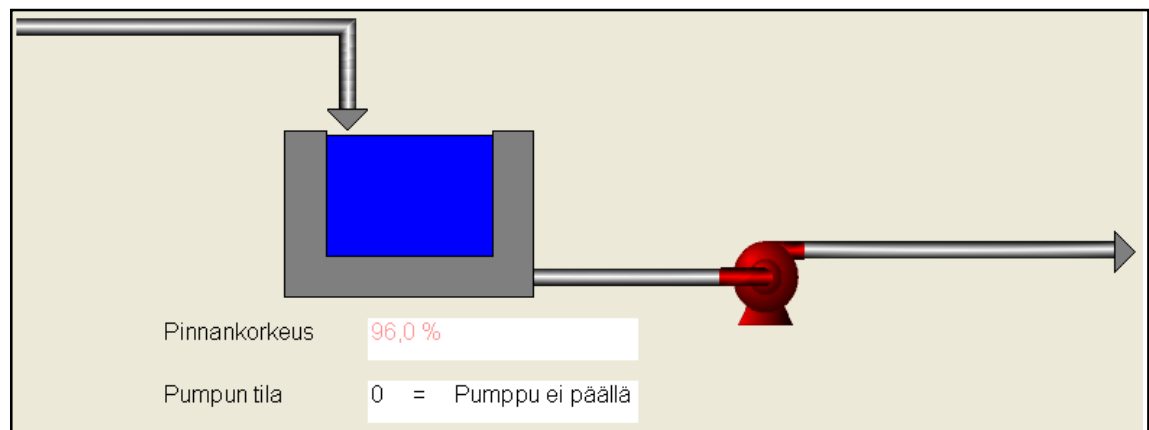 Pinnankorkeus 96,0 %
Pumpun tila 0 = Pumppu ei päällä